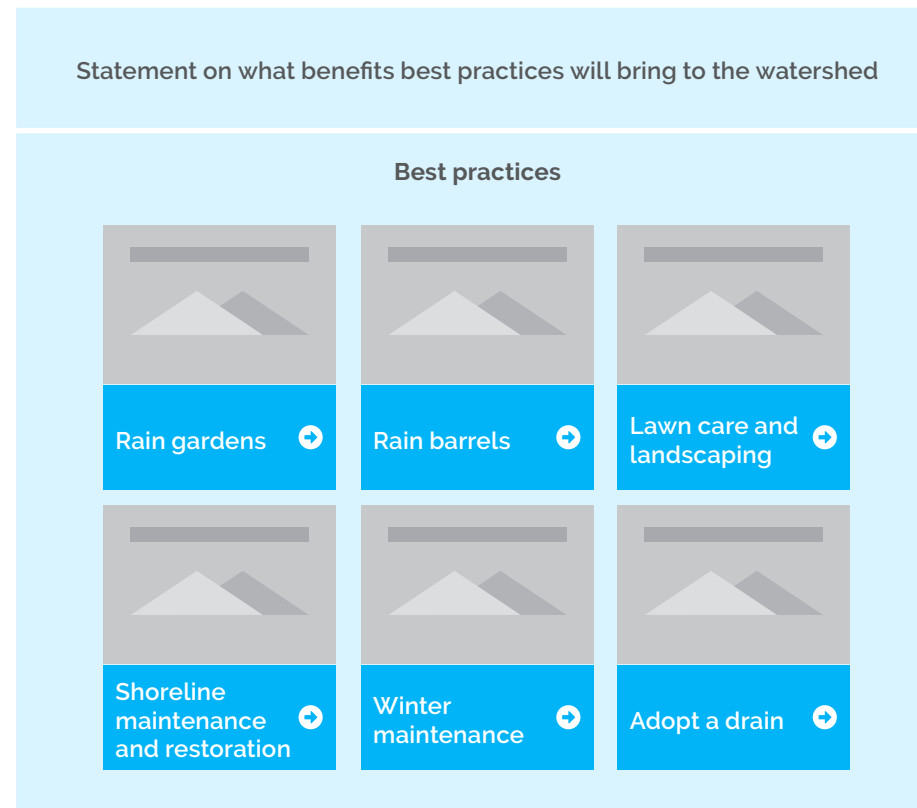 Statement on what benefits best practices will bring to the watershed
Best practices
Rain gardens
Rain barrels
Lawn care and
landscaping
Shoreline
maintenance
and restoration
Winter
maintenance
Adopt a drain